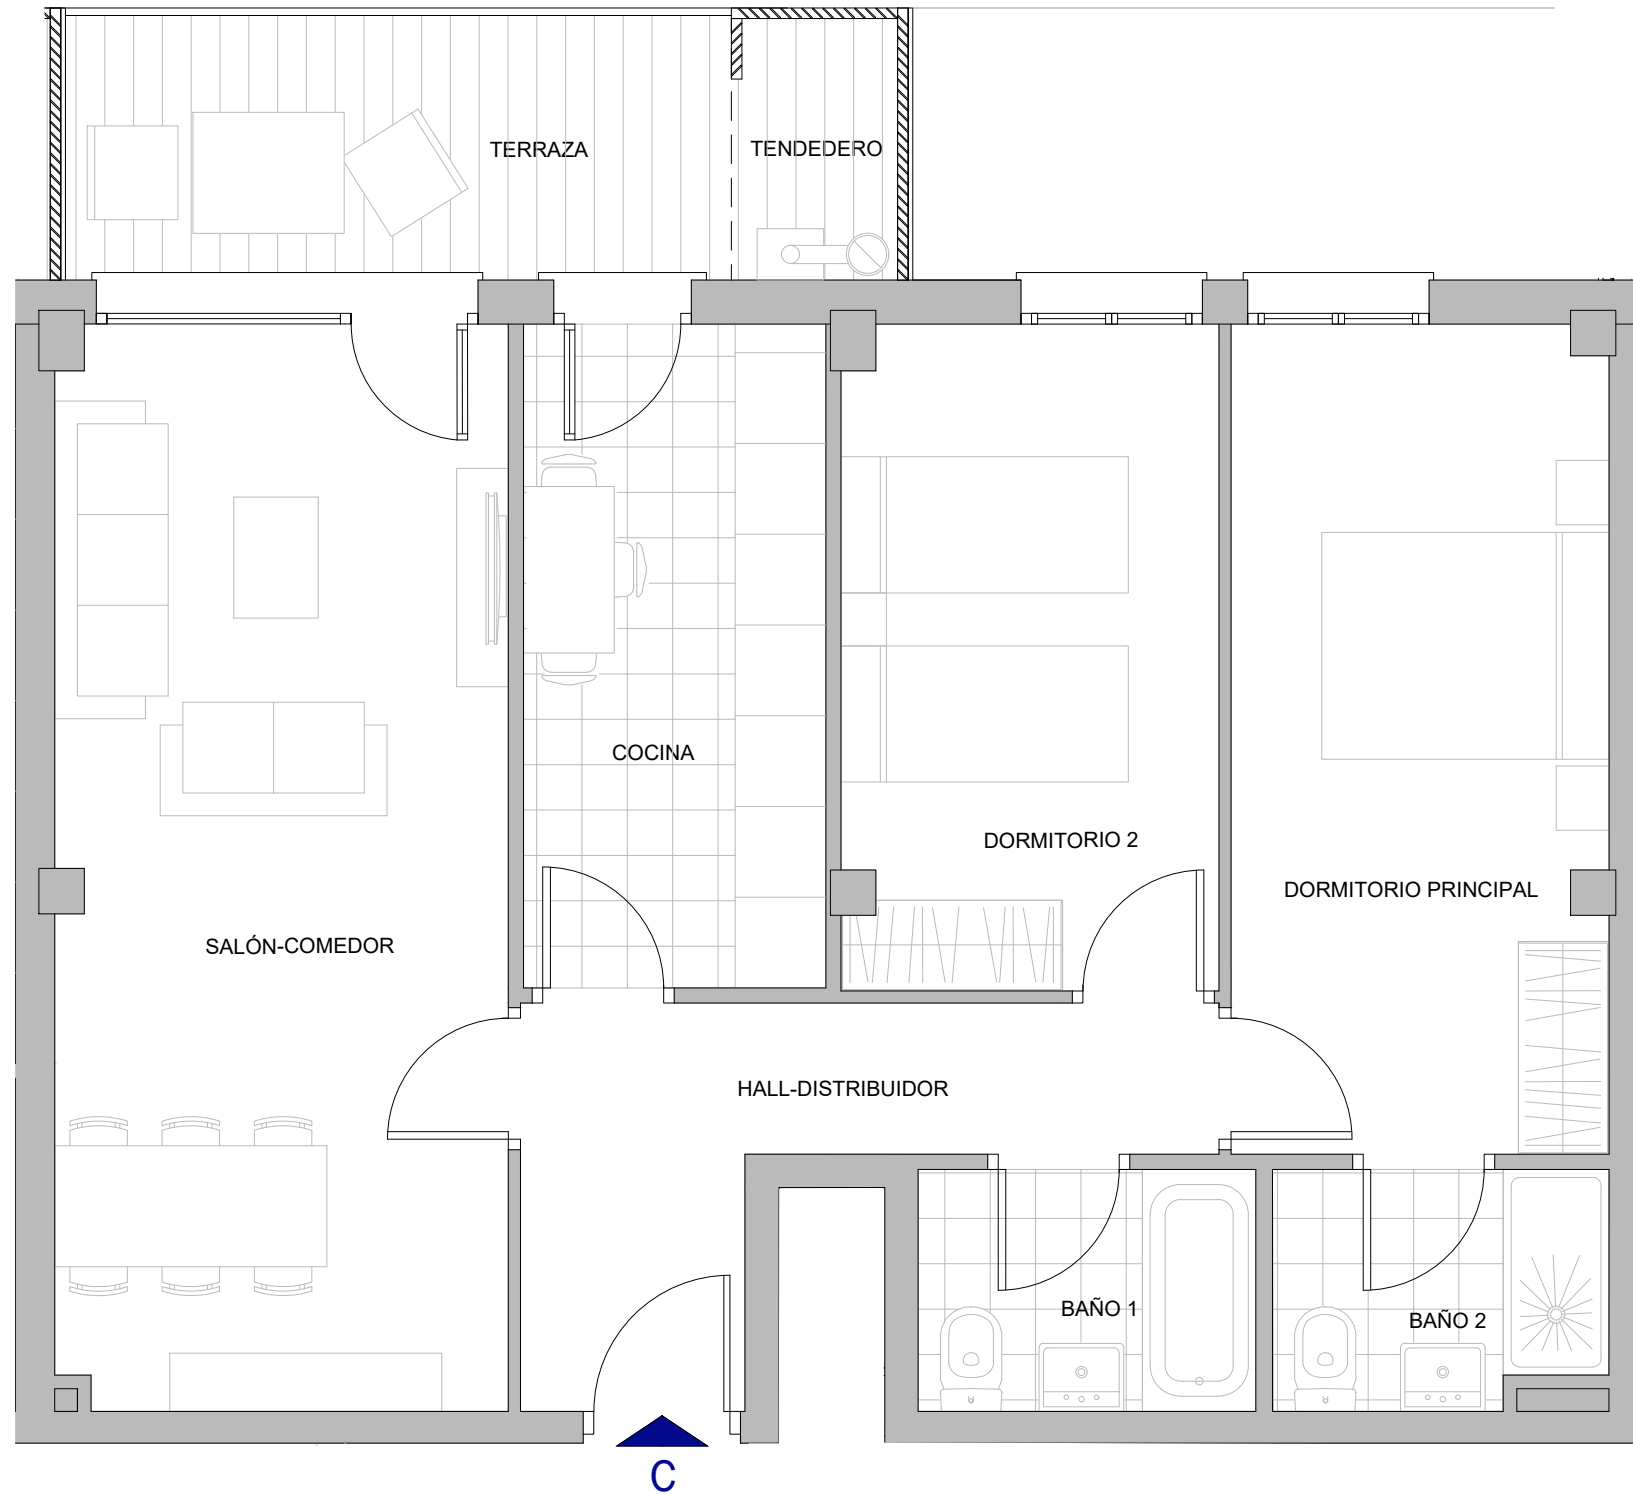 TERRAZA
TENDEDERO
COCINA
DORMITORIO 2
DORMITORIO PRINCIPAL
SALÓN-COMEDOR
HALL-DISTRIBUIDOR
BAÑO 1
BAÑO 2
C